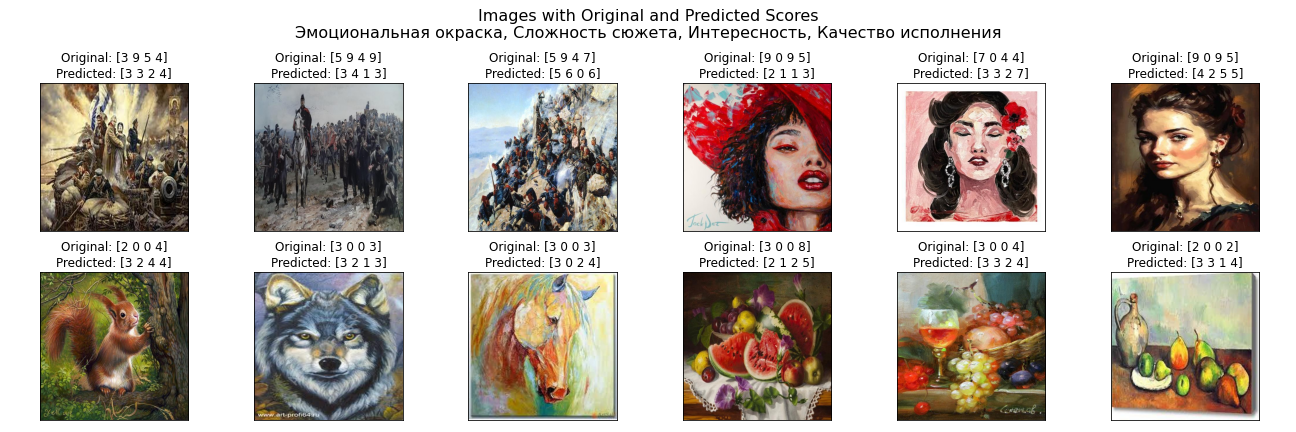 Images with Original and Predicted Scores
Эмоциональная окраска, Сложность сюжета, Интересность, Качество исполнения
Original: [3 9 5 4]
Predicted: [3 3 2 4]
Original: [5 9 4 9]
Predicted: [3 4 1 3]
Original: [5 9 4 7]
Predicted: [5 6 0 6]
Original: [9 0 9 5]
Predicted: [2 1 1 3]
Original: [7 0 4 4]
Predicted: [3 3 2 7]
Original: [9 0 9 5]
Predicted: [4 2 5 5]
Original: [2 0 0 4]
Predicted: [3 2 4 4]
Original: [3 0 0 3]
Predicted: [3 2 1 3]
Original: [3 0 0 3]
Predicted: [3 0 2 4]
Original: [3 0 0 8]
Predicted: [2 1 2 5]
Original: [3 0 0 4]
Predicted: [3 3 2 4]
Original: [2 0 0 2]
Predicted: [3 3 1 4]